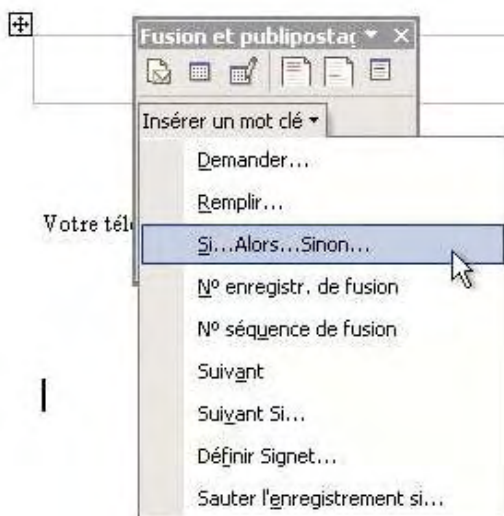 Fusion et publipostag
Insérer un mot clé
Demander...
Remplir...
Votre tél
Si...Alors...Sinon...
Nº enregistr. de fusion
Nº séquence de fusion
Suivant
Suivant Si...
Définir Signet...
Sauter l'enregistrement si...